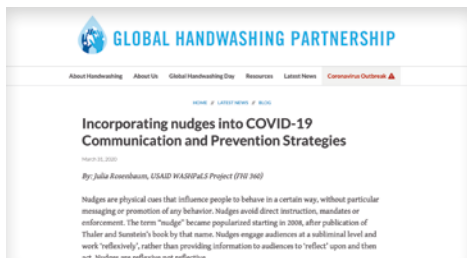 GLOBAL HANDWASHING PARTNERSHIP
About Handwashing About Us Global Handwashing Day Resources Latest News Coronavirus Outbreak
HOME // LATEST NEWS // BLOG
Incorporating nudges into COVID-19
Communication and Prevention Strategies
March 31, 2020
By: Julia Rosenbaum, USAID WASHPaLS Project (FHI 360)
Nudges are physical cues that influence people to behave in a certain way, without particular
messaging or promotion of any behavior. Nudges avoid direct instruction, mandates or
enforcement. The term "nudge" became popularized starting in 2008, after publication of
Thaler and Sunstein's book by that name. Nudges engage audiences at a subliminal level and
work 'reflexively', rather than providing information to audiences to 'reflect' upon and then
act. Nudges are reflexive not reflective.